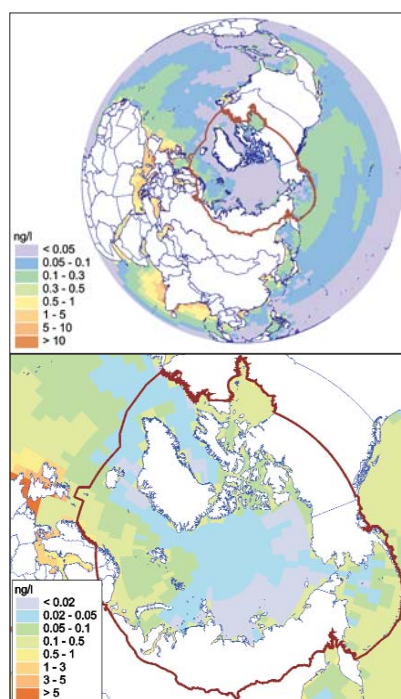 ng/l
< 0.05
0.05 - 0.1
0.1 - 0.3
0.3 - 0.5
0.5 - 1
1 - 5
5 - 10
> 10
ng/l
< 0.02
0.02 - 0.05
0.05 - 0.1
0.1 - 0.5
0.5 - 1
1 - 3
3 - 5
> 5